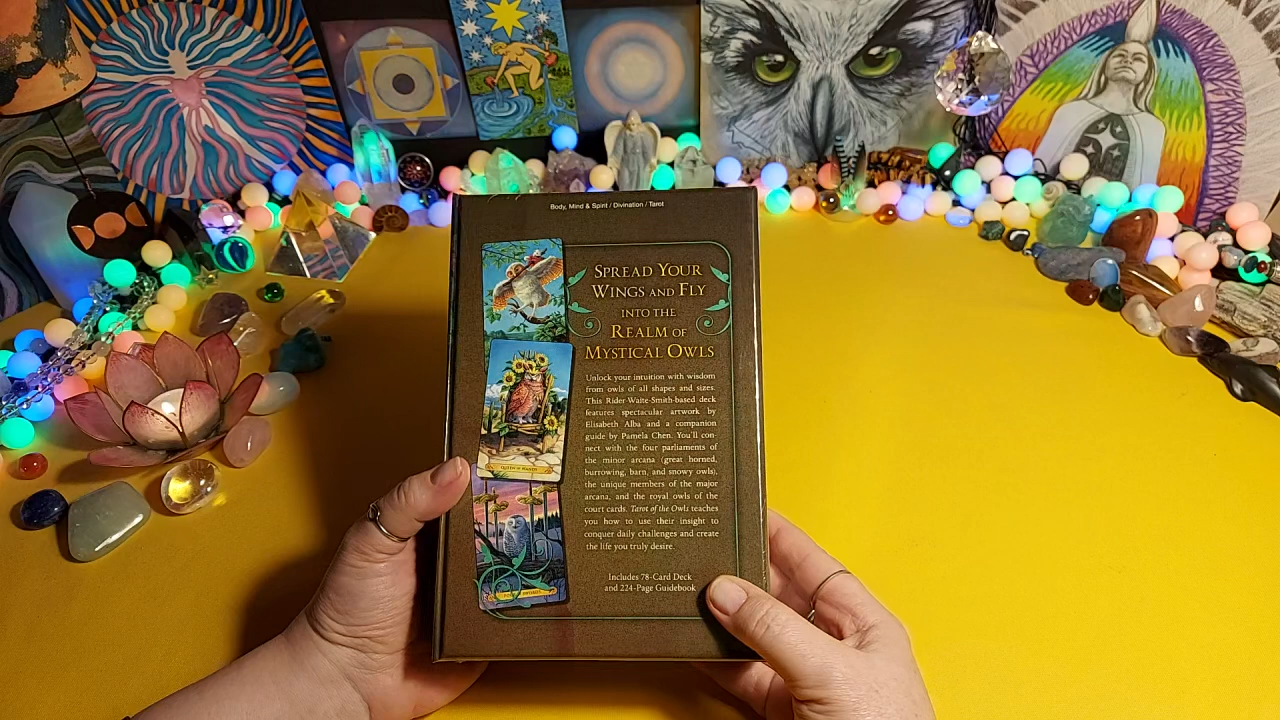 Body, Mind & Spirit / Divination / Tarot
SPREAD YOUR
WINGS AND FLY
INTO THE
REALM OF
MYSTICAL OWLS
Unlock your intuition with wisdom
from owls of all shapes and sizes.
This Rider-Waite-Smith-based deck
features spectacular artwork by
Elisabeth Alba and a companion
guide by Pamela Chen. You'll con-
nect with the four parliaments of
the minor arcana (great horned,
burrowing, barn, and snowy owls),
the unique members of the major
arcana, and the royal owls of the
court cards. Tarot of the Owls teaches
you how to use their insight to
conquer daily challenges and create
the life you truly desire.
Includes 78-Card Deck
and 224-Page Guidebook
QUEEN OF WANDS